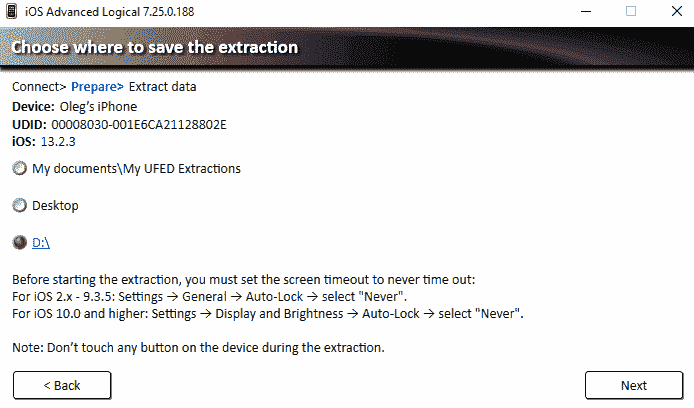 iOS Advanced Logical 7.25.0.188
Choose where to save the extraction
Connect> Prepare> Extract data
Device: Oleg's iPhone
UDID: 00008030-001E6CA21128802E
iOS: 13.2.3
My documents\My UFED Extractions
Desktop
D:\
Before starting the extraction, you must set the screen timeout to never time out:
For iOS 2.x - 9.3.5: Settings → General → Auto-Lock → select "Never".
For iOS 10.0 and higher: Settings → Display and Brightness → Auto-Lock → select "Never".
Note: Don't touch any button on the device during the extraction.
< Back
Next